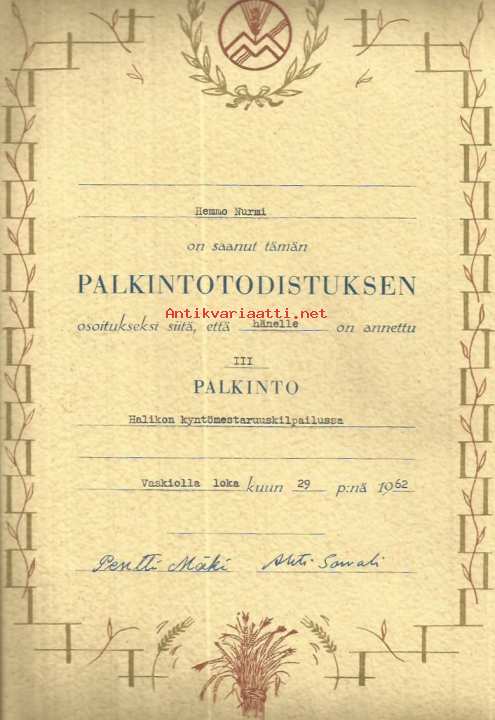 Hemmo Nurmi
on saanut tämän
PALKINTOTODISTUKSEN
Antikvariaatti.net
osoitukseksi siitä, että hänelle on annettu
III
PALKINTO
Halikon kyntömestaruuskilpailussa
Vaskiolla loka kuun 29 p:nä 1962
Pentti Mäki Ahti